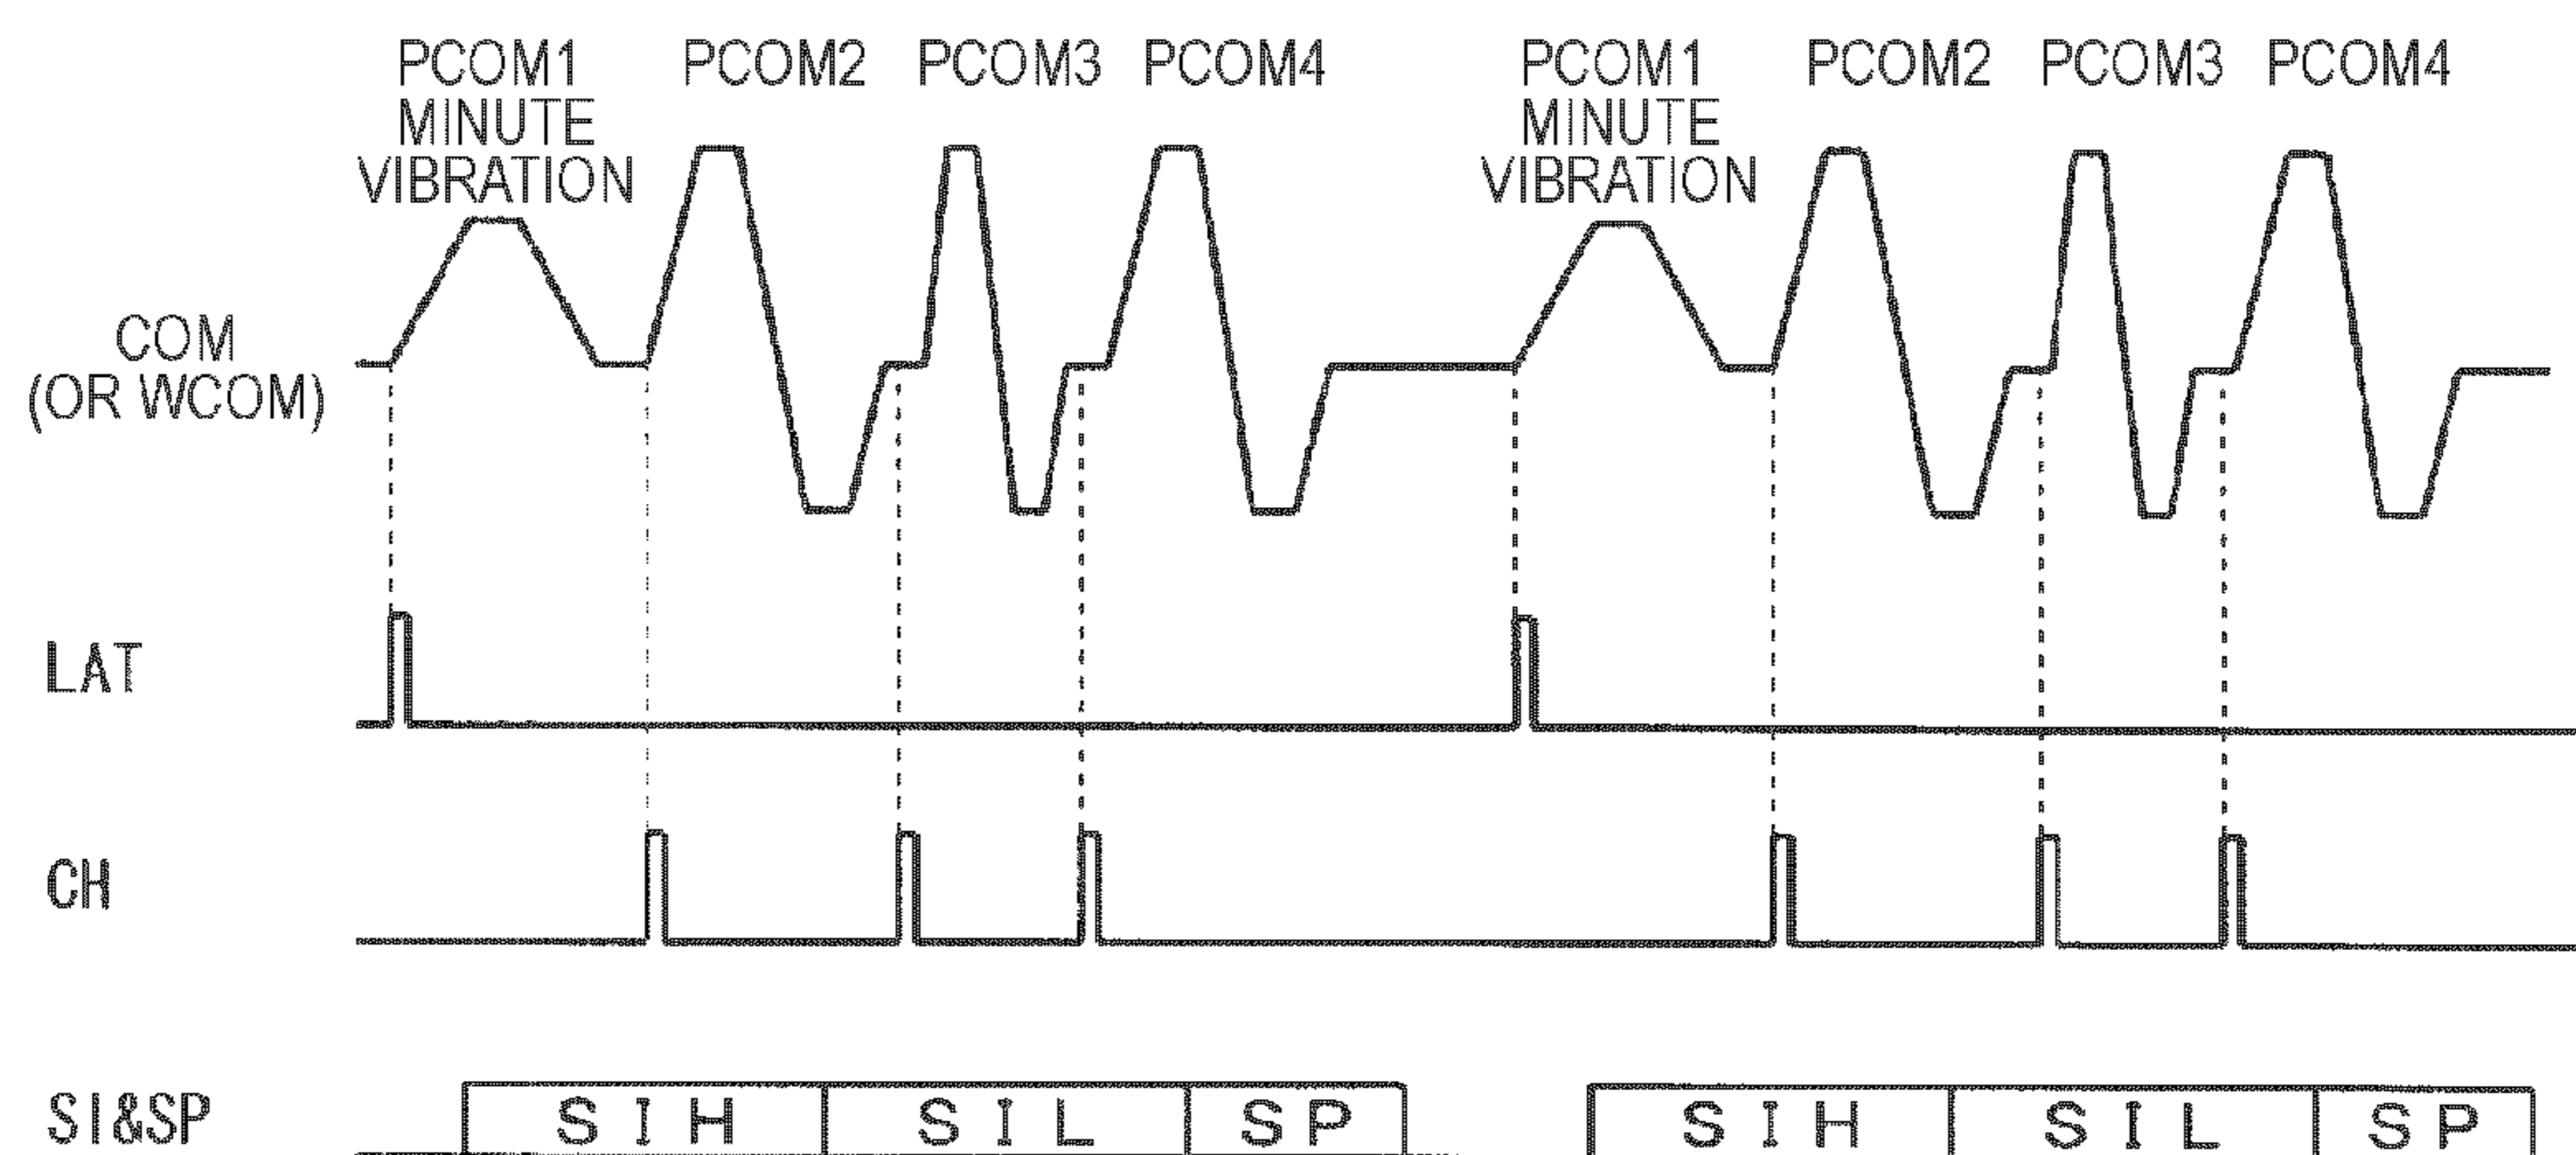 PCOM1 PCOM2 PCOM3 PCOM4 PCOM1 PCOM2 PCOM3 PCOM4
MINUTE MINUTE
VIBRATION VIBRATION
COM
(OR WCOM)
LAT
CH
SI&SP SIH SIL SP SIH SIL SP